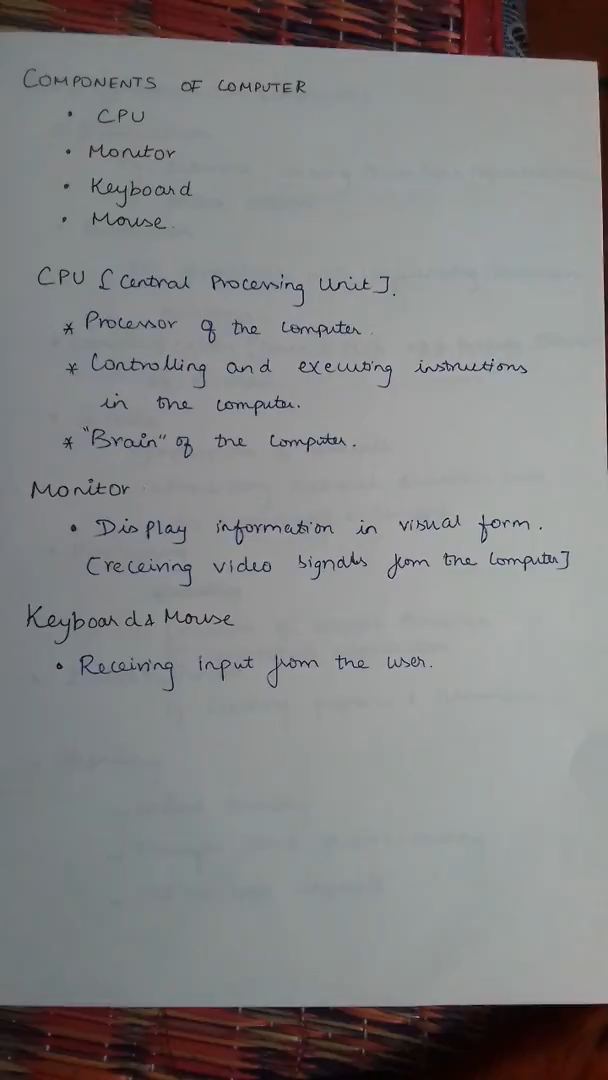 COMPONENTS OF COMPUTER
• CPU
• Monitor
• Keyboard
• Mouse.
CPU [Central Processing Unit].
* Processor of the computer.
* Controlling and executing instructions
in the computer.
* "Brain" of the computer.
Monitor
• Display information in visual form.
[receiving video signals from the computer]
Keyboard & Mouse
• Receiving input from the user.